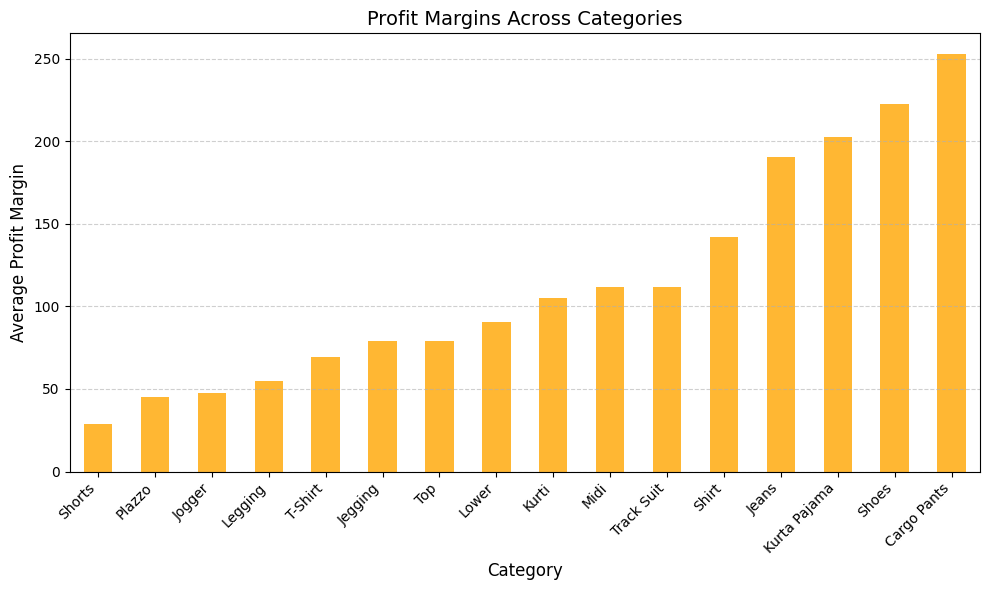 Profit Margins Across Categories
Average Profit Margin
250
200
150
100
50
0
Shorts
Plazzo
Jogger
Legging
T-Shirt
Jegging
Top
Lower
Kurti
Midi
Track Suit
Shirt
Jeans
Kurta Pajama
Shoes
Cargo Pants
Category